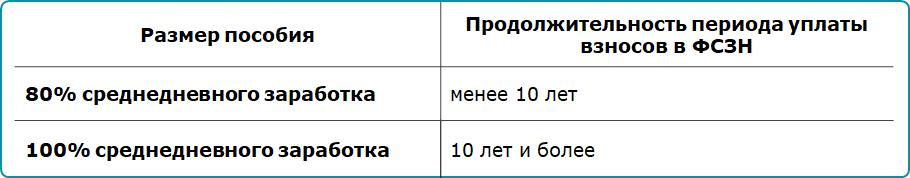 Размер пособия
Продолжительность периода уплаты
взносов в ФСЗН
80% среднедневного заработка
менее 10 лет
100% среднедневного заработка
10 лет и более